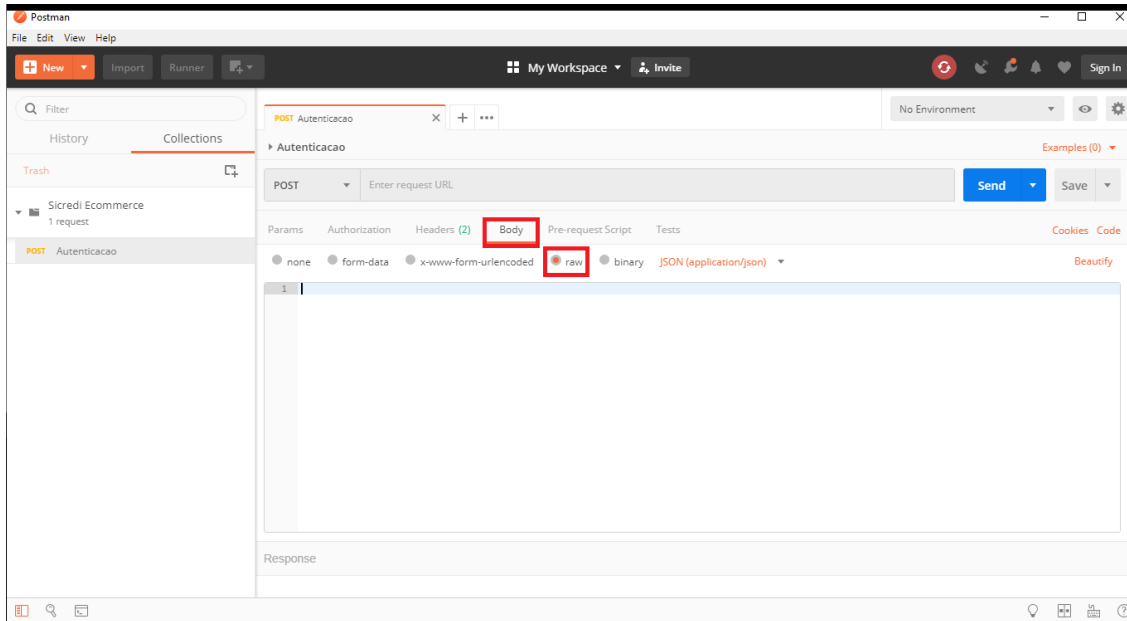 Postman
File Edit View Help
New Import Runner My Workspace Invite Sign In
Filter
History Collections
Trash
Sicredi Ecommerce
1 request
POST Autenticacao
POST Autenticacao
No Environment
Autenticacao
Examples (0)
POST Enter request URL Send Save
Params Authorization Headers (2) Body Pre-request Script Tests Cookies Code
none form-data x-www-form-urlencoded raw binary JSON (application/json) Beautify
1
Response